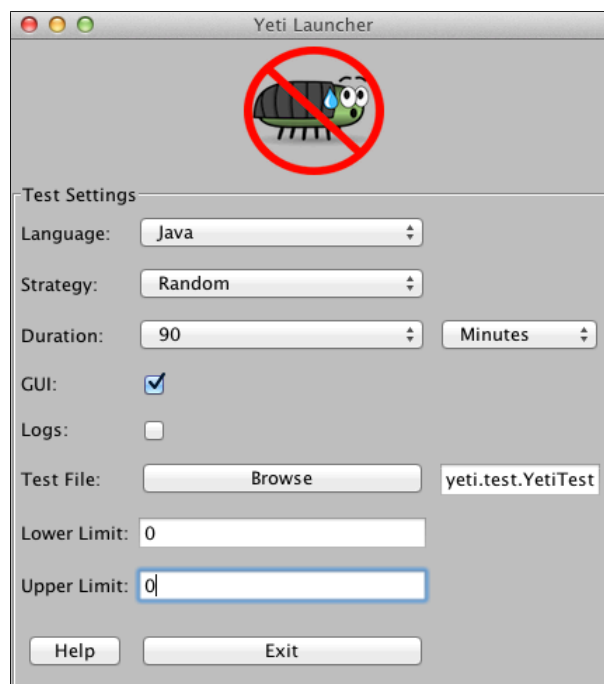 Yeti Launcher
Test Settings
Language: Java
Strategy: Random
Duration: 90 Minutes
GUI:
Logs:
Test File: Browse yeti.test.YetiTest
Lower Limit: 0
Upper Limit: 0
Help Exit